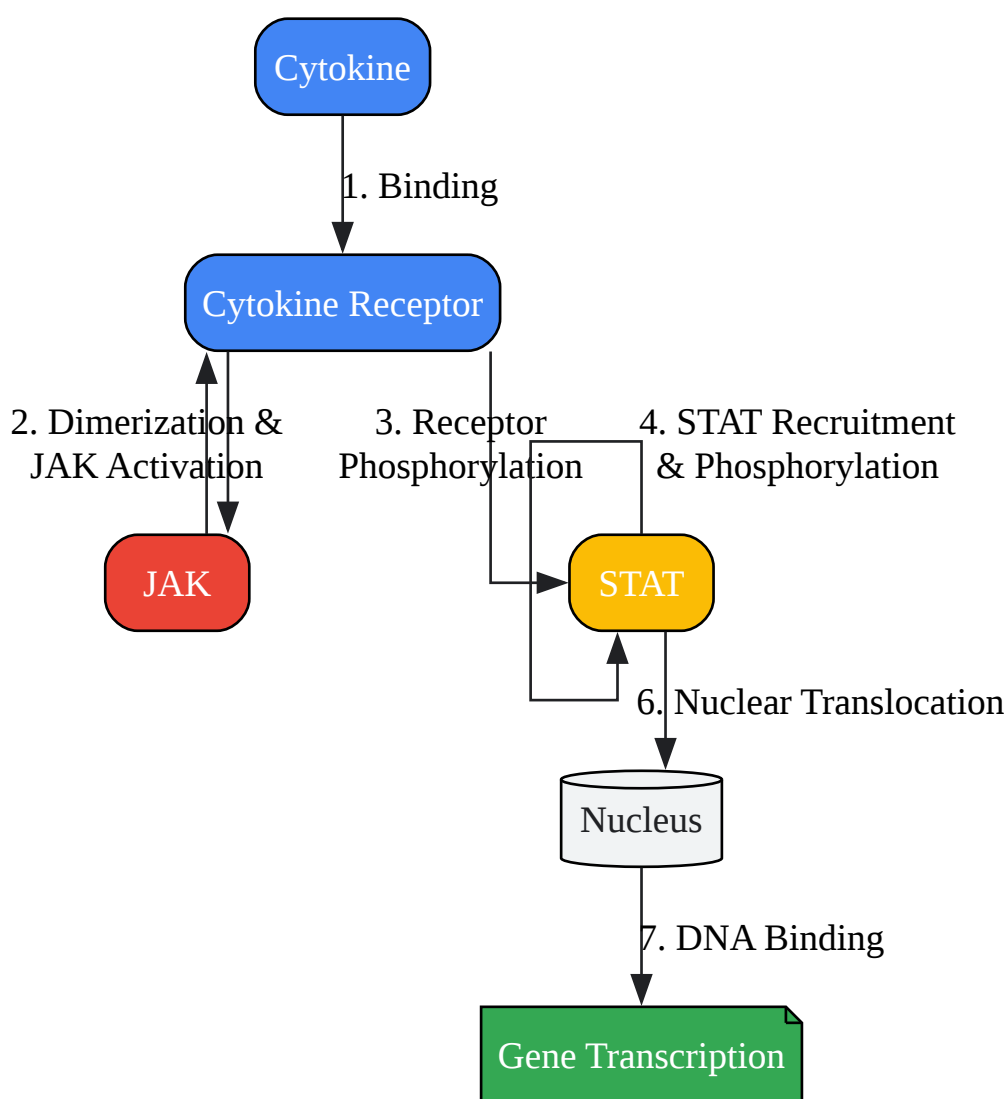 Cytokine
1. Binding
Cytokine Receptor
2. Dimerization &
JAK Activation
3. Receptor
Phosphorylation
4. STAT Recruitment
& Phosphorylation
JAK
STAT
6. Nuclear Translocation
Nucleus
7. DNA Binding
Gene Transcription